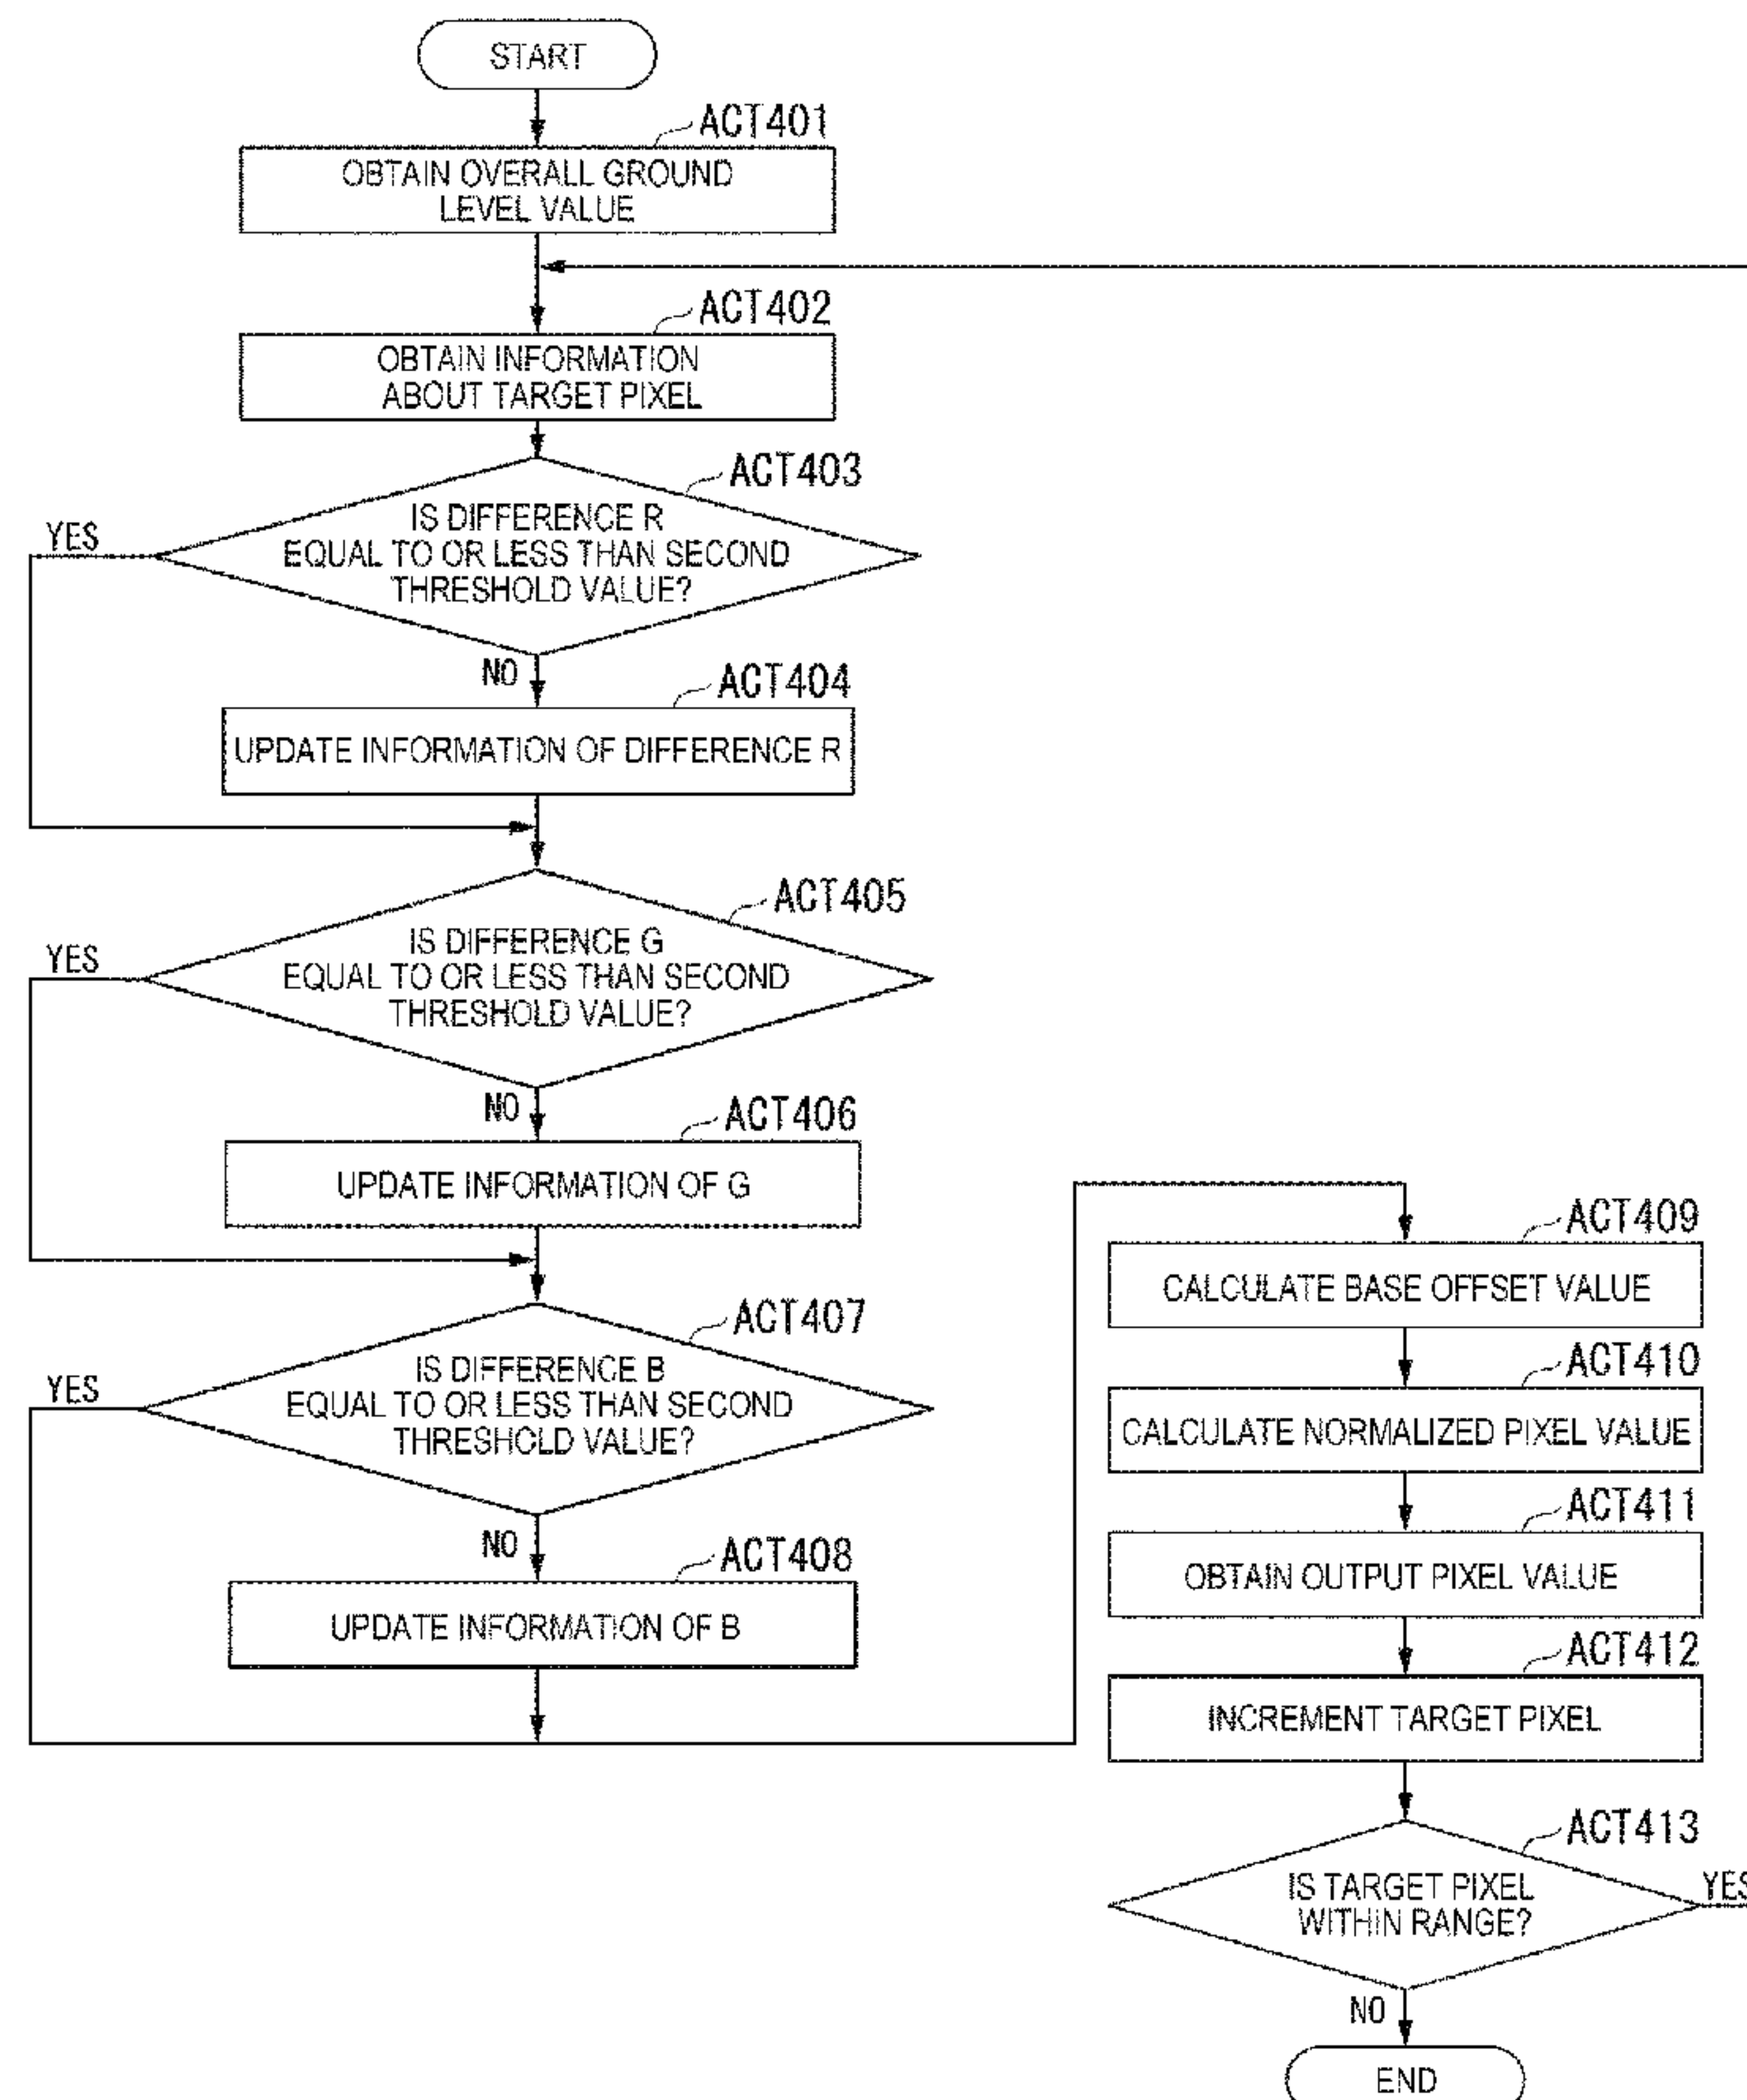 START
ACT401
OBTAIN OVERALL GROUND
LEVEL VALUE
ACT402
OBTAIN INFORMATION
ABOUT TARGET PIXEL
ACT403
IS DIFFERENCE R
EQUAL TO OR LESS THAN SECOND
THRESHOLD VALUE?
YES
NO
ACT404
UPDATE INFORMATION OF DIFFERENCE R
ACT405
IS DIFFERENCE G
EQUAL TO OR LESS THAN SECOND
THRESHOLD VALUE?
YES
NO
ACT406
UPDATE INFORMATION OF G
ACT407
IS DIFFERENCE B
EQUAL TO OR LESS THAN SECOND
THRESHOLD VALUE?
YES
NO
ACT408
UPDATE INFORMATION OF B
ACT409
CALCULATE BASE OFFSET VALUE
ACT410
CALCULATE NORMALIZED PIXEL VALUE
ACT411
OBTAIN OUTPUT PIXEL VALUE
ACT412
INCREMENT TARGET PIXEL
ACT413
IS TARGET PIXEL
WITHIN RANGE?
YES
NO
END